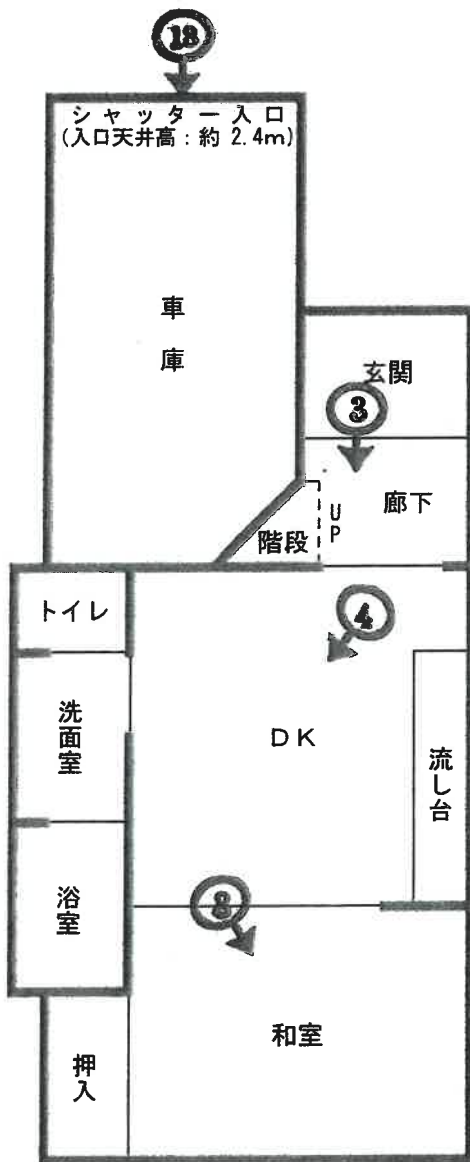 18
シャッター入口
(入口天井高：約 2.4m)
車庫
玄関
3
廊下
UP
階段
トイレ
4
洗面室
DK
流し台
浴室
8
和室
押入